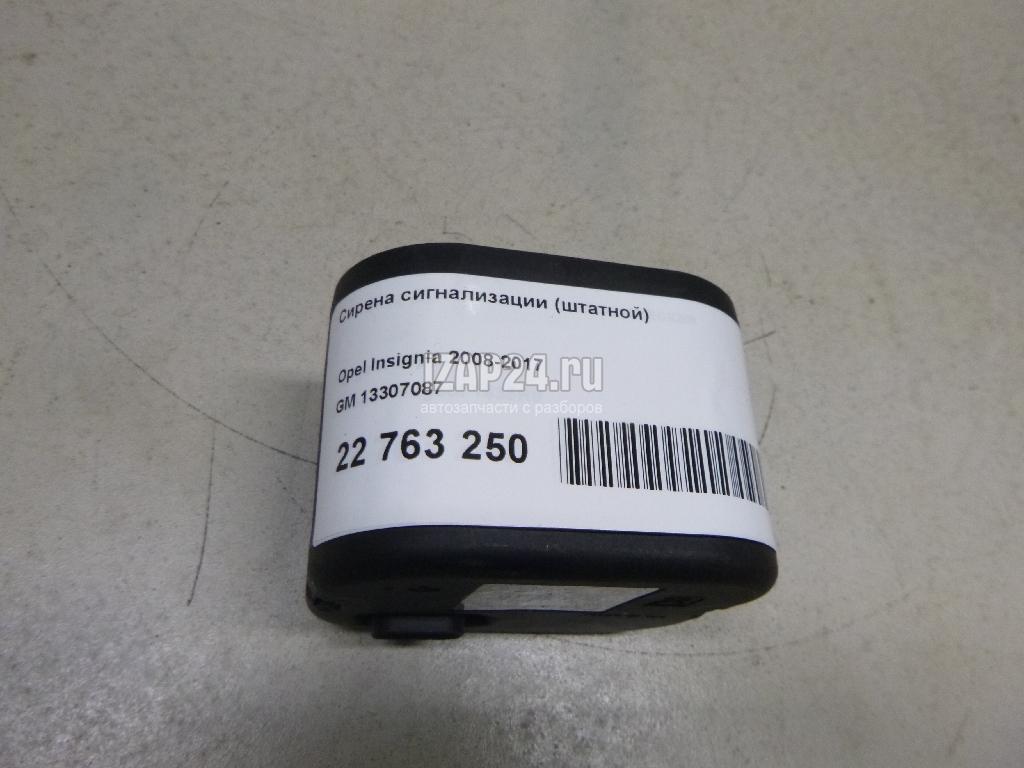 Сирена сигнализации (штатной)
Opel Insignia 2008-2017
IZAP24.ru
GM 13307087
автозапчасти с разборов
22 763 250